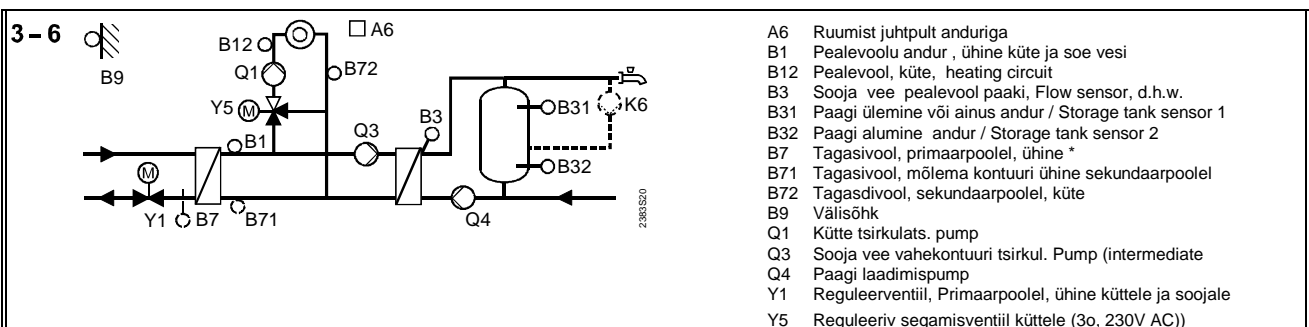 3 – 6
B9
B12
A6
Q1
B72
Y5
M
B1
Q3
B3
B31
K6
B32
M
Y1
B7
B71
Q4
2383S20
A6 Ruumist juhtpult anduriga
B1 Pealevoolu andur , ühine küte ja soe vesi
B12 Pealevool, küte, heating circuit
B3 Sooja vee pealevool paaki, Flow sensor, d.h.w.
B31 Paagi ülemine või ainus andur / Storage tank sensor 1
B32 Paagi alumine andur / Storage tank sensor 2
B7 Tagasivool, primaarpoolel, ühine *
B71 Tagasivool, mõlema kontuuri ühine sekundaarpoolel
B72 Tagasdivool, sekundaarpoolel, küte
B9 Välisõhk
Q1 Kütte tsirkulats. pump
Q3 Sooja vee vahekontuuri tsirkul. Pump (intermediate
Q4 Paagi laadimispump
Y1 Reguleerventiil, Primaarpoolel, ühine küttele ja soojale
Y5 Reguleeriv segamisventiil küttele (3o, 230V AC))